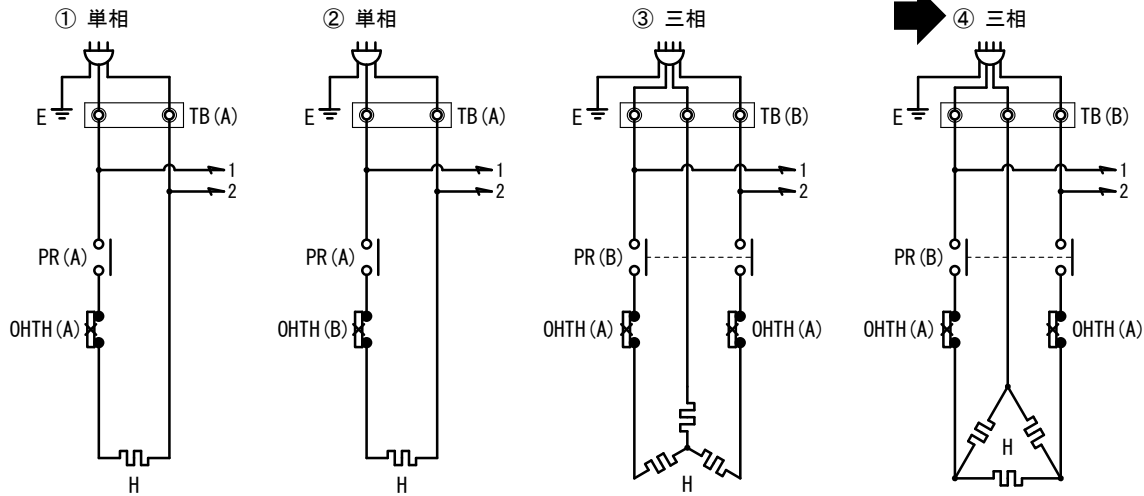 ① 単相
② 単相
③ 三相
④ 三相
E
TB(A)
E
TB(A)
E
TB(B)
E
TB(B)
1
1
1
1
2
2
2
2
PR(A)
PR(A)
PR(B)
PR(B)
OHTH(A)
OHTH(B)
OHTH(A)
OHTH(A)
OHTH(A)
OHTH(A)
H
H
H
H